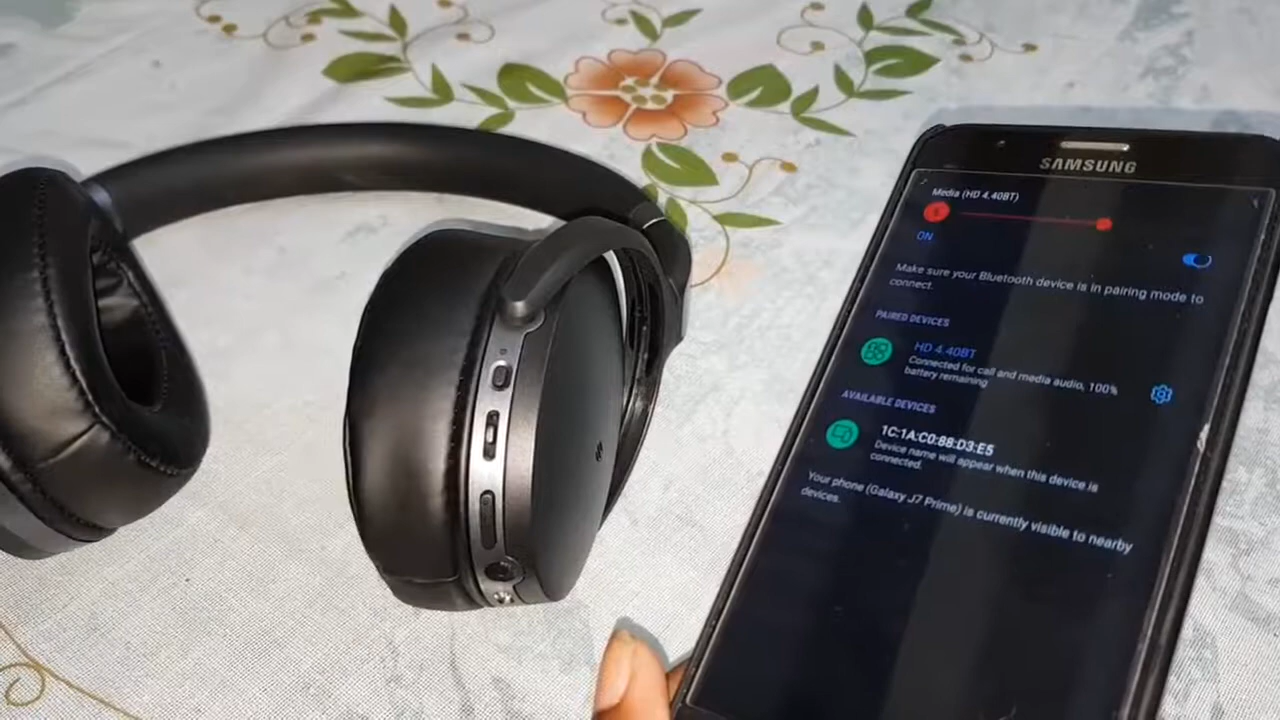 SAMSUNG
Media (HD 4.40BT)
ON
Make sure your Bluetooth device is in pairing mode to
connect.
PAIRED DEVICES
HD 4.40BT
Connected for call and media audio, 100%
battery remaining
AVAILABLE DEVICES
1C:1A:C0:88:D3:E5
Device name will appear when this device is
connected.
Your phone (Galaxy J7 Prime) is currently visible to nearby
devices.